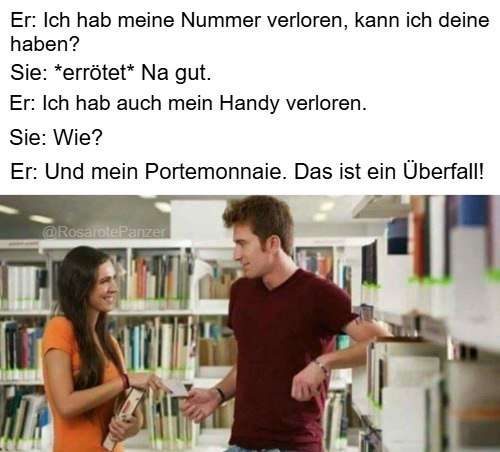 Er: Ich hab meine Nummer verloren, kann ich deine
haben?
Sie: *errötet* Na gut.
Er: Ich hab auch mein Handy verloren.
Sie: Wie?
Er: Und mein Portemonnaie. Das ist ein Überfall!
@RosarotePanzer